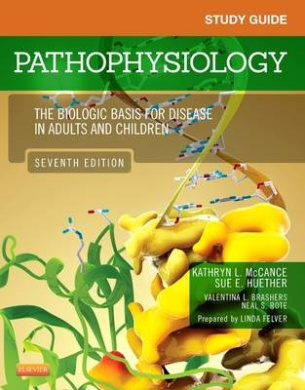 STUDY GUIDE
PATHOPHYSIOLOGY
THE BIOLOGIC BASIS FOR DISEASE
IN ADULTS AND CHILDREN
SEVENTH EDITION
KATHRYN L. McCANCE
SUE E. HUETHER
VALENTINA L. BRASHERS
NEAL S. ROTE
Prepared by LINDA FELVER
ELSEVIER